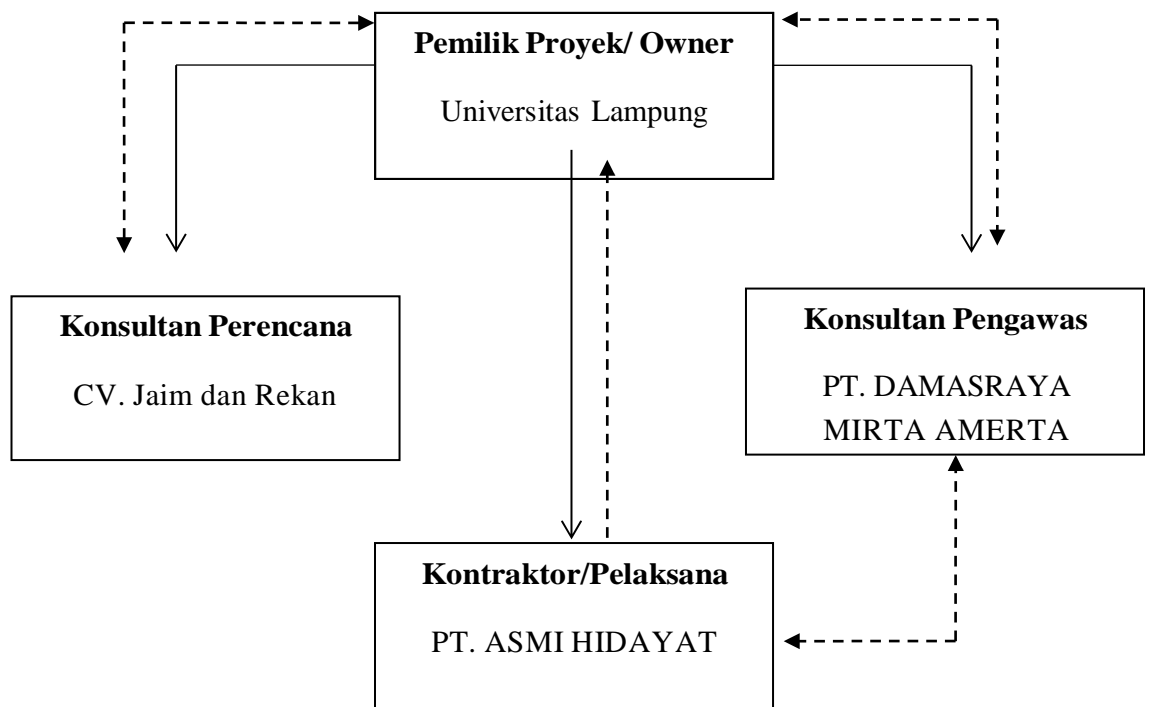 Pemilik Proyek/ Owner
Universitas Lampung
Konsultan Perencana
CV. Jaim dan Rekan
Konsultan Pengawas
PT. DAMASRAYA
MIRTA AMERTA
Kontraktor/Pelaksana
PT. ASMI HIDAYAT